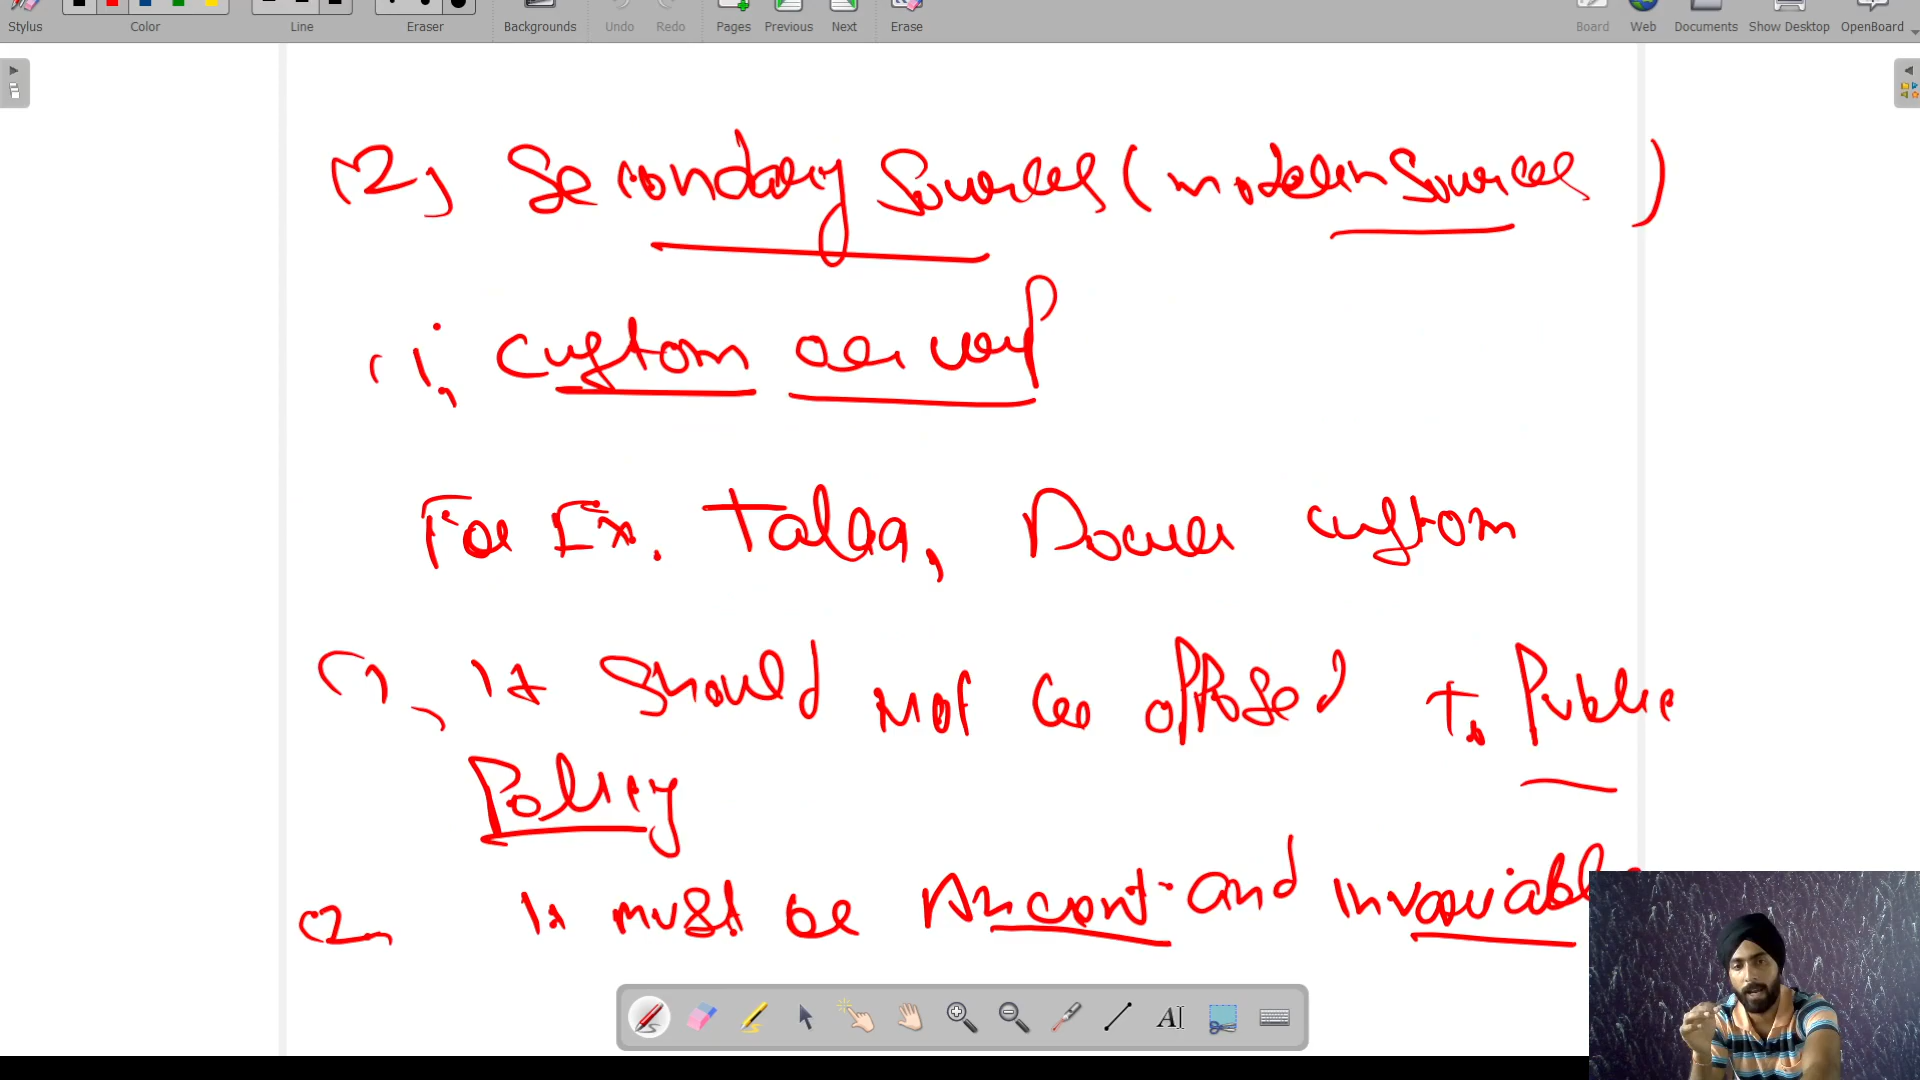 Stylus Color Line Eraser Backgrounds Undo Redo Pages Previous Next Erase Board Web Documents Show Desktop OpenBoard
(2) Secondary Sources (modern Sources)
(i) custom or urf
For Ex. Talaq, Dower custom
(1) It should not be opposed to Public
Policy
(2) It must be Ancient and invariable